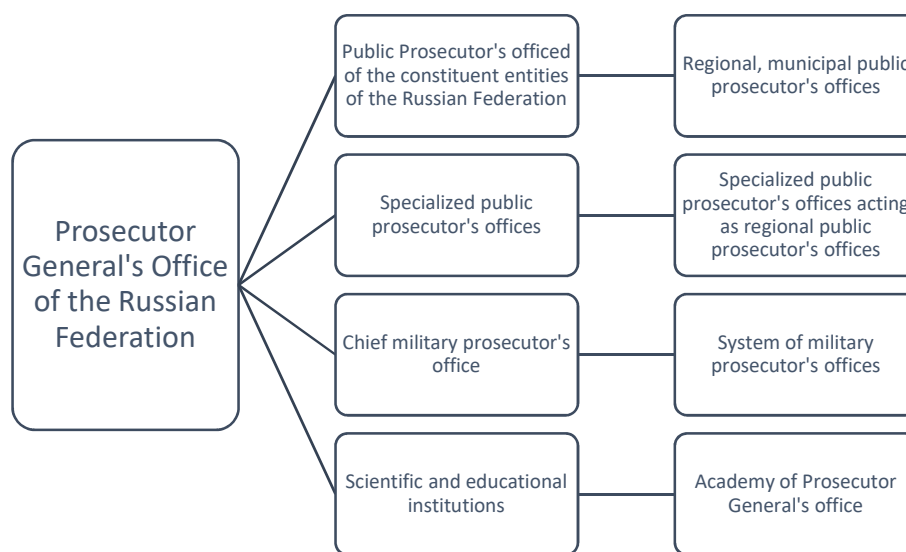 Prosecutor
General's Office
of the Russian
Federation
Public Prosecutor's officed
of the constituent entities
of the Russian Federation
Regional, municipal public
prosecutor's offices
Specialized public
prosecutor's offices
Specialized public
prosecutor's offices acting
as regional public
prosecutor's offices
Chief military prosecutor's
office
System of military
prosecutor's offices
Scientific and educational
institutions
Academy of Prosecutor
General's office